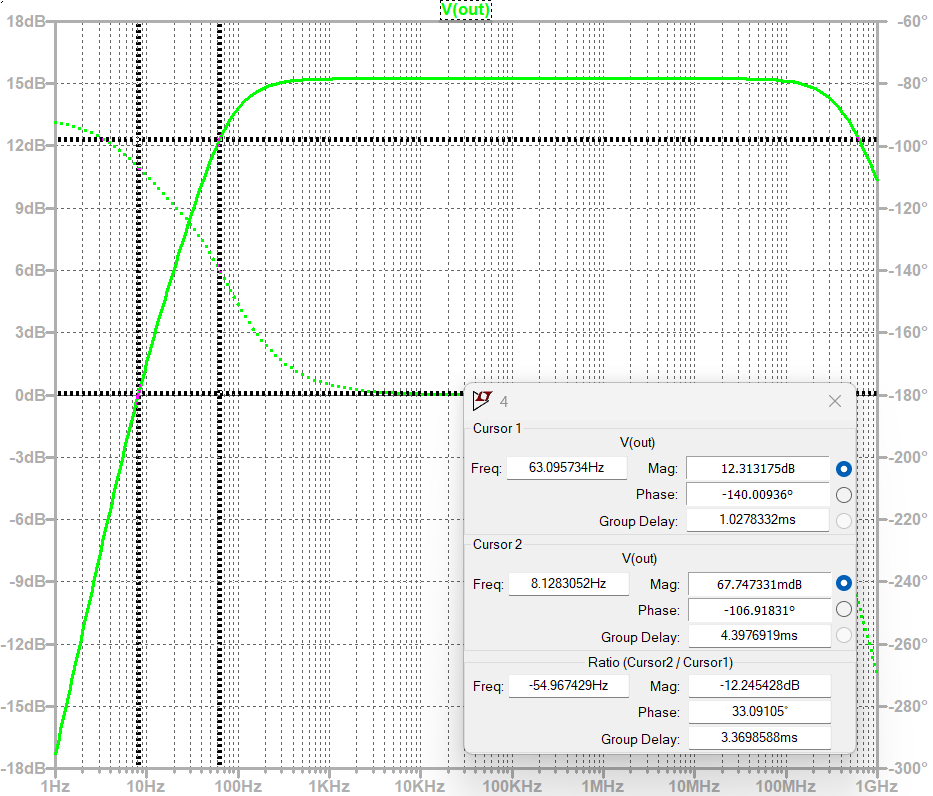 V(out)
18dB
15dB
12dB
9dB
6dB
3dB
0dB
-3dB
-6dB
-9dB
-12dB
-15dB
-18dB
-60°
-80°
-100°
-120°
-140°
-160°
-180°
-200°
-220°
-240°
-260°
-280°
-300°
1Hz
10Hz
100Hz
1KHz
10KHz
100KHz
1MHz
10MHz
100MHz
1GHz
4
Cursor 1
V(out)
Freq: 63.095734Hz Mag: 12.313175dB
Phase: -140.00936°
Group Delay: 1.0278332ms
Cursor 2
V(out)
Freq: 8.1283052Hz Mag: 67.747331mdB
Phase: -106.91831°
Group Delay: 4.3976919ms
Ratio (Cursor2 / Cursor1)
Freq: -54.967429Hz Mag: -12.245428dB
Phase: 33.09105°
Group Delay: 3.3698588ms